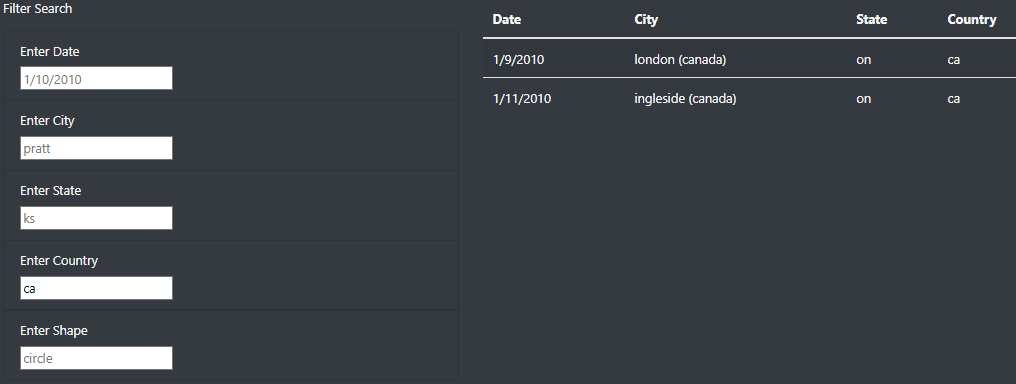 Filter Search
Enter Date
1/10/2010
Enter City
pratt
Enter State
ks
Enter Country
ca
Enter Shape
circle
Date City State Country
1/9/2010 london (canada) on ca
1/11/2010 ingleside (canada) on ca